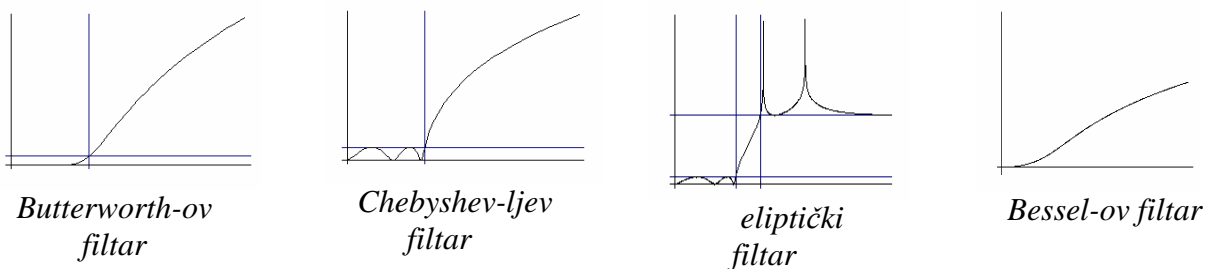 Butterworth-ov
filtar
Chebyshev-ljev
filtar
eliptički
filtar
Bessel-ov filtar